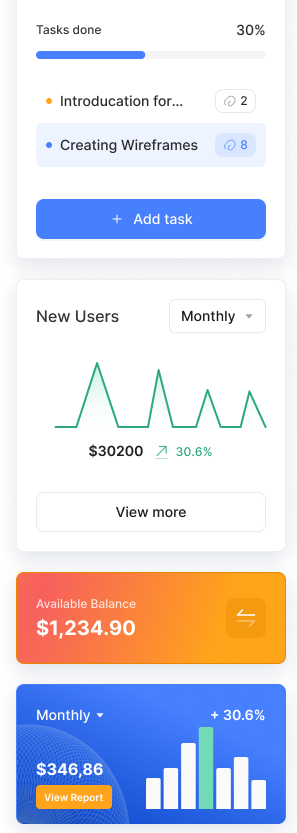 Tasks done 30%
Introducation for... 2
Creating Wireframes 8
+ Add task
New Users Monthly
$30200 30.6%
View more
Available Balance
$1,234.90
Monthly + 30.6%
$346,86
View Report